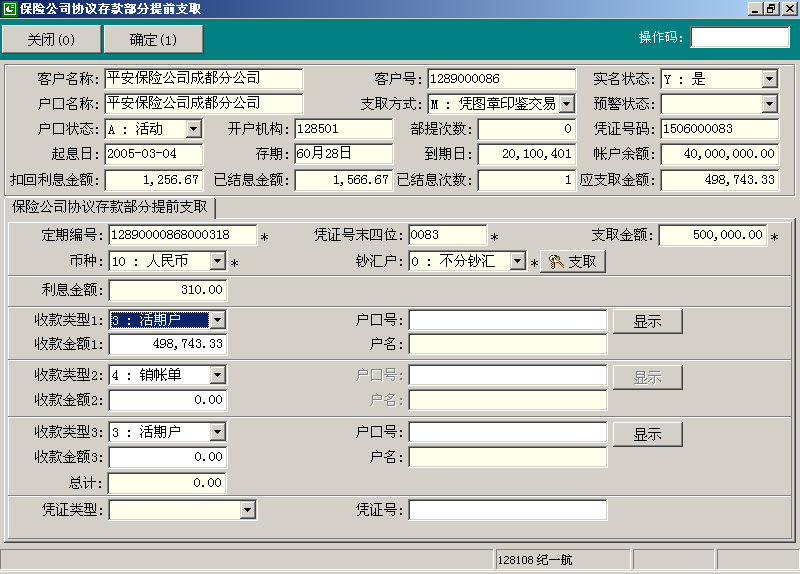 保险公司协议存款部分提前支取
关闭(0) 确定(1) 操作码:
客户名称: 平安保险公司成都分公司 客户号: 1289000086 实名状态: Y : 是
户口名称: 平安保险公司成都分公司 支取方式: M : 凭图章印鉴交易 预警状态:
户口状态: A : 活动 开户机构: 128501 部提次数: 0 凭证号码: 1506000083
起息日: 2005-03-04 存期: 60月28日 到期日: 20,100,401 帐户余额: 40,000,000.00
扣回利息金额: 1,256.67 已结息金额: 1,566.67 已结息次数: 1 应支取金额: 498,743.33
保险公司协议存款部分提前支取
定期编号: 12890000868000318 * 凭证号末四位: 0083 * 支取金额: 500,000.00 *
币种: 10 : 人民币 * 钞汇户: 0 : 不分钞汇 * 支取
利息金额: 310.00
收款类型1: 3 : 活期户 户口号: 显示
收款金额1: 498,743.33 户名:
收款类型2: 4 : 销帐单 户口号: 显示
收款金额2: 0.00 户名:
收款类型3: 3 : 活期户 户口号: 显示
收款金额3: 0.00 户名:
总计: 0.00
凭证类型: 凭证号:
128108 纪一航